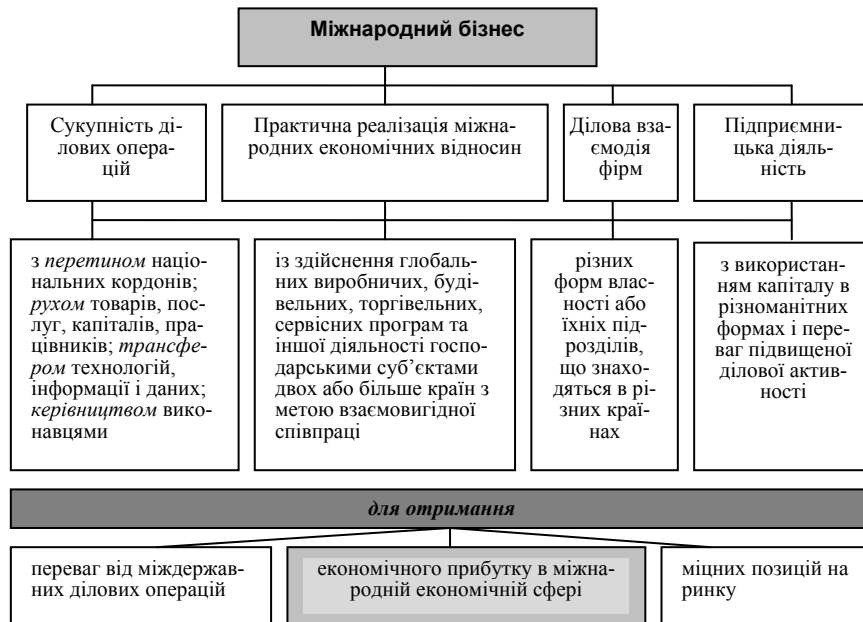 Міжнародний бізнес
Сукупність ді-
лових опера-
цій
Практична реалізація міжна-
родних економічних відносин
Ділова вза-
ємодія
фірм
Підприємни-
цька діяль-
ність
з перетином націо-
нальних кордонів;
рухом товарів, пос-
луг, капіталів, пра-
цівників; трансфе-
ром технологій,
інформації і даних;
керівництвом вико-
навцями
із здійснення глобаль-
них виробничих, буді-
вельних, торгівельних,
сервісних програм та
іншої діяльності госпо-
дарськими суб’єктами
двох або більше країн з
метою взаємовигідної
співпраці
різних
форм влас-
ності або
їхніх підр-
розділів,
що знахо-
дяться в рі-
зних краї-
нах
з використан-
ням капіталу в
різноманітних
формах і пере-
ваг підвищеної
ділової актив-
ності
для отримання
переваг від міждержав-
них ділових операцій
економічного прибутку в міжна-
родній економічній сфері
міцних позицій на
ринку